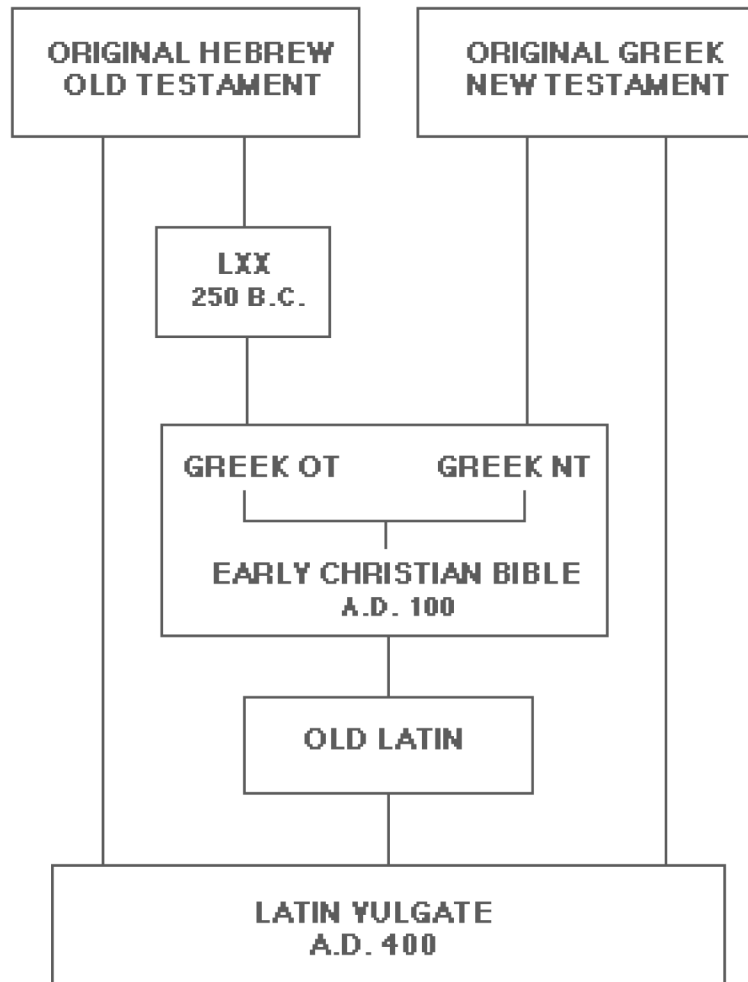 ORIGINAL HEBREW
OLD TESTAMENT
ORIGINAL GREEK
NEW TESTAMENT
LXX
250 B.C.
GREEK OT
GREEK NT
EARLY CHRISTIAN BIBLE
A.D. 100
OLD LATIN
LATIN VULGATE
A.D. 400